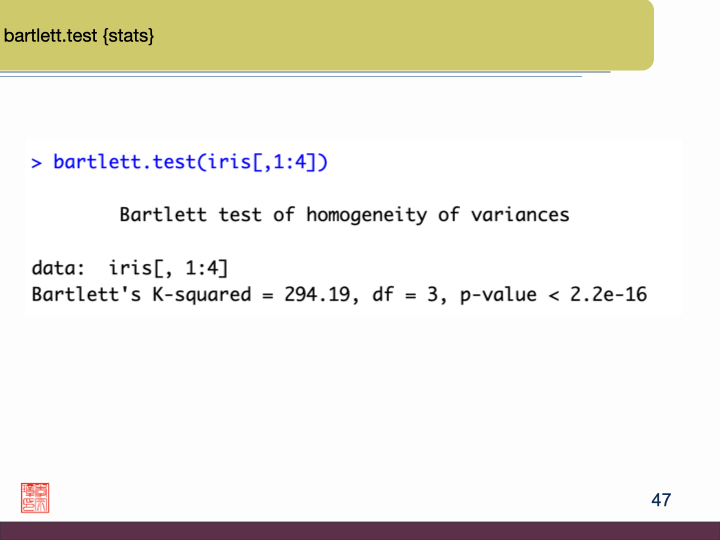 bartlett.test {stats}
> bartlett.test(iris[,1:4])
Bartlett test of homogeneity of variances
data:  iris[, 1:4]
Bartlett's K-squared = 294.19, df = 3, p-value < 2.2e-16
47